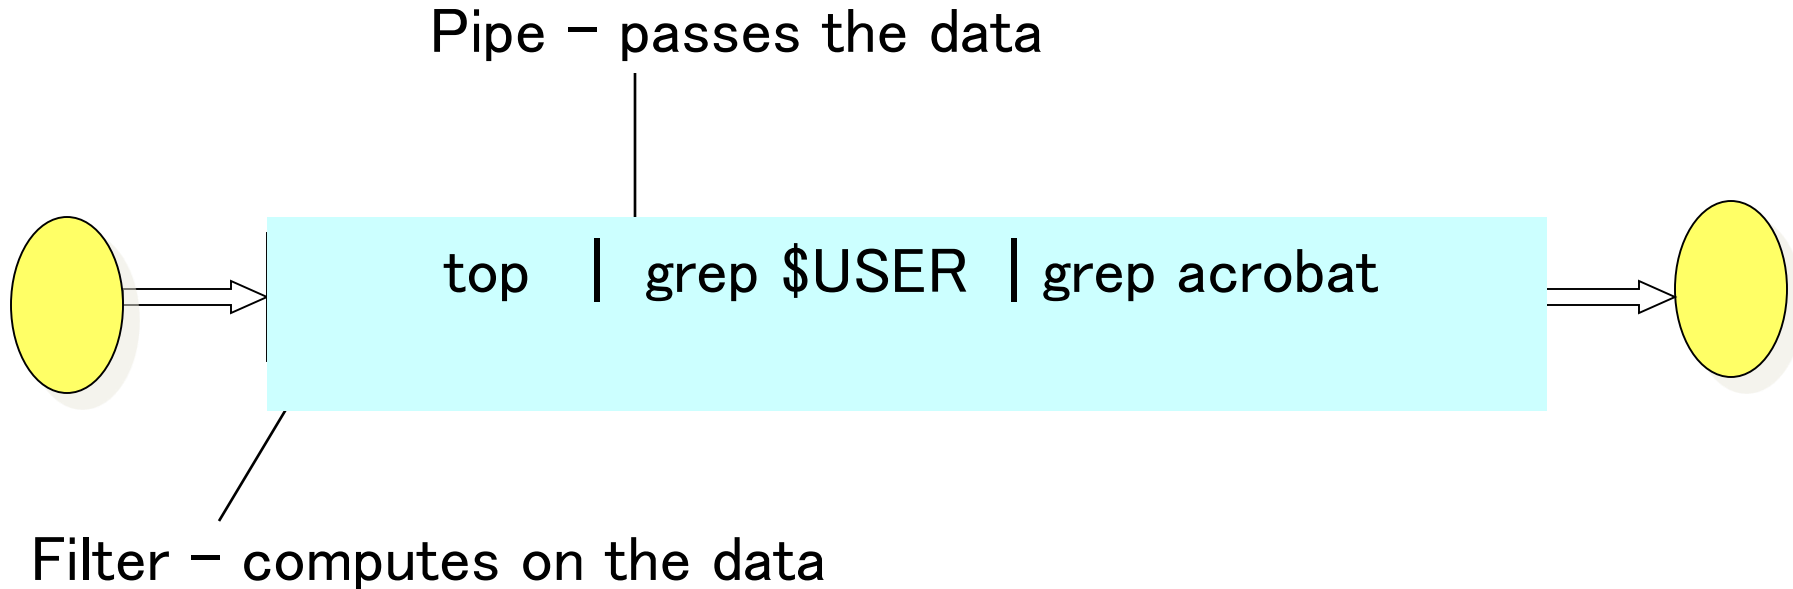 Pipe – passes the data
top | grep $USER | grep acrobat
Filter – computes on the data